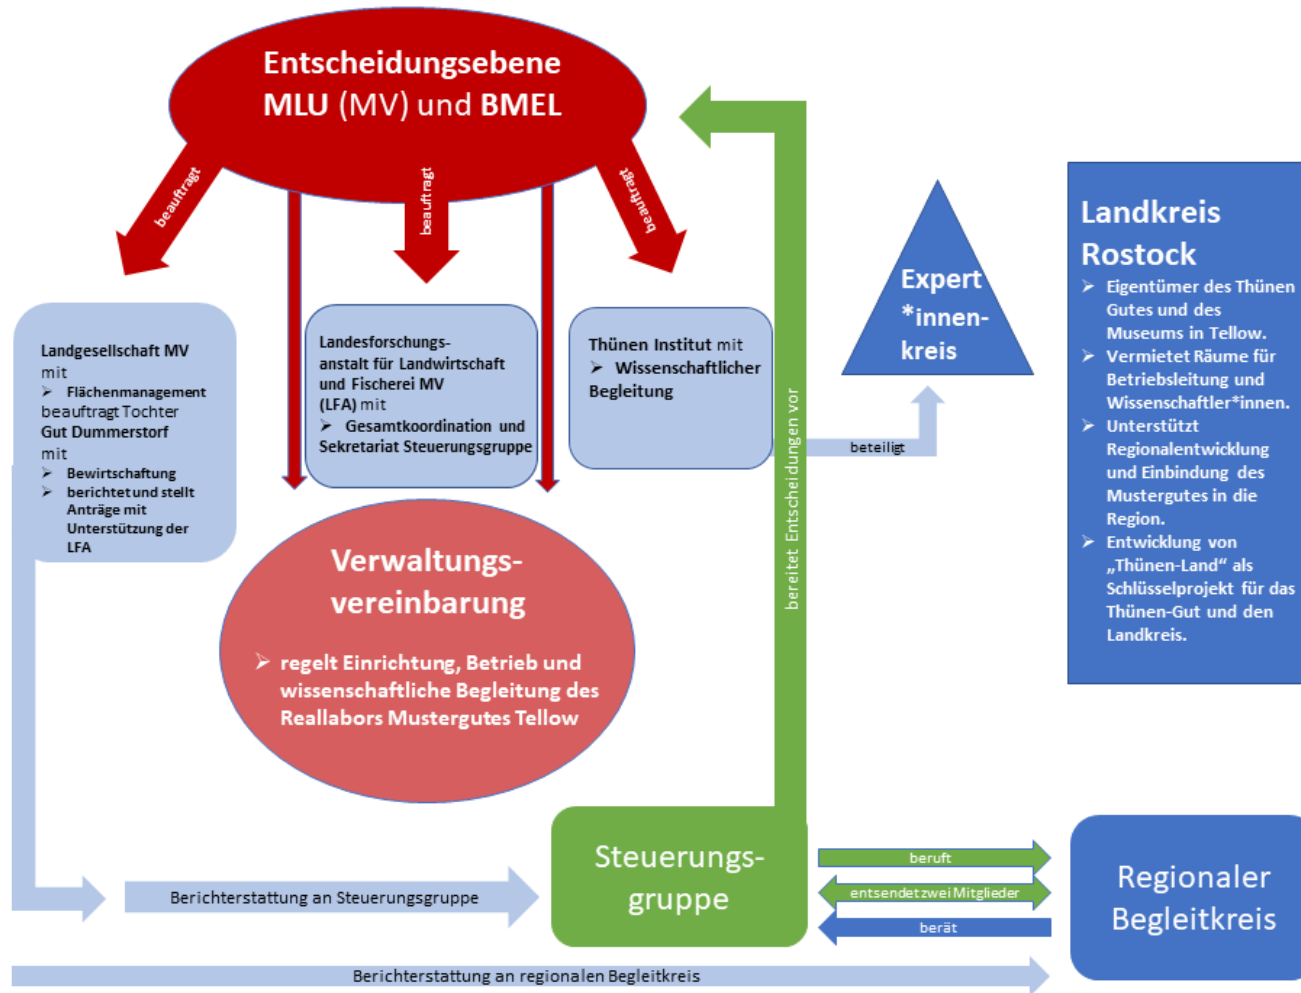 Entscheidungsebene
MLU (MV) und BMEL
beauftragt
beauftragt
beauftragt
Landgesellschaft MV
mit
➢ Flächenmanagement
beauftragt Tochter
Gut Dummerstorf
mit
➢ Bewirtschaftung
➢ berichtet und stellt
Anträge mit
Unterstützung der
LFA
Landesforschungs-
anstalt für Landwirtschaft
und Fischerei MV
(LFA) mit
➢ Gesamtkoordination und
Sekretariat Steuerungsgruppe
Thünen Institut mit
➢ Wissenschaftlicher
Begleitung
bereitet Entscheidungen vor
Expert
*innen-
kreis
beteiligt
Landkreis
Rostock
➢ Eigentümer des Thünen
Gutes und des
Museums in Tellow.
➢ Vermietet Räume für
Betriebsleitung und
Wissenschaftler*innen.
➢ Unterstützt
Regionalentwicklung
und Einbindung des
Mustergutes in die
Region.
➢ Entwicklung von
„Thünen-Land“ als
Schlüsselprojekt für das
Thünen-Gut und den
Landkreis.
Verwaltungs-
vereinbarung
➢ regelt Einrichtung, Betrieb und
wissenschaftliche Begleitung des
Reallabors Mustergutes Tellow
Berichterstattung an Steuerungsgruppe
Steuerungs-
gruppe
beruft
entsendet zwei Mitglieder
berät
Regionaler
Begleitkreis
Berichterstattung an regionalen Begleitkreis